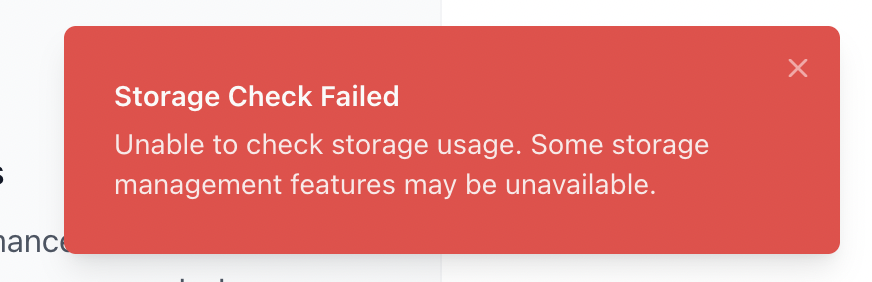 Storage Check Failed
Unable to check storage usage. Some storage
management features may be unavailable.
s